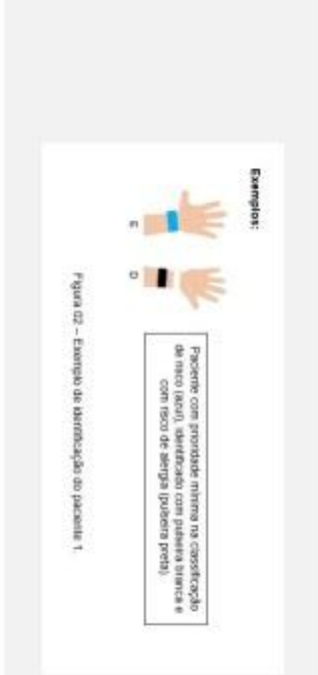 Exemplos:
E
D
Paciente com prioridade mínima na classificação
de risco (azul), identificado com pulseira branca e
com risco de alergia (pulseira preta).
Figura 02 – Exemplo de identificação do paciente 1.